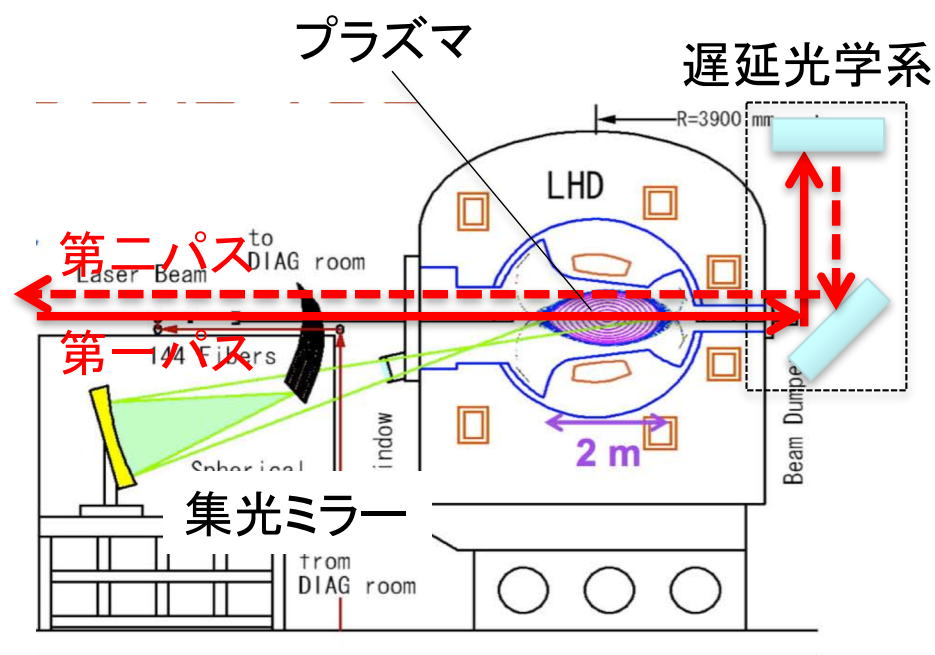 プラズマ
遅延光学系
R=3900 mm
LHD
第二パス
to
DIAG room
Laser Beam
第一パス
144 Fibers
2 m
Beam Dumpe
indow
Spherical
集光ミラー
from
DIAG room